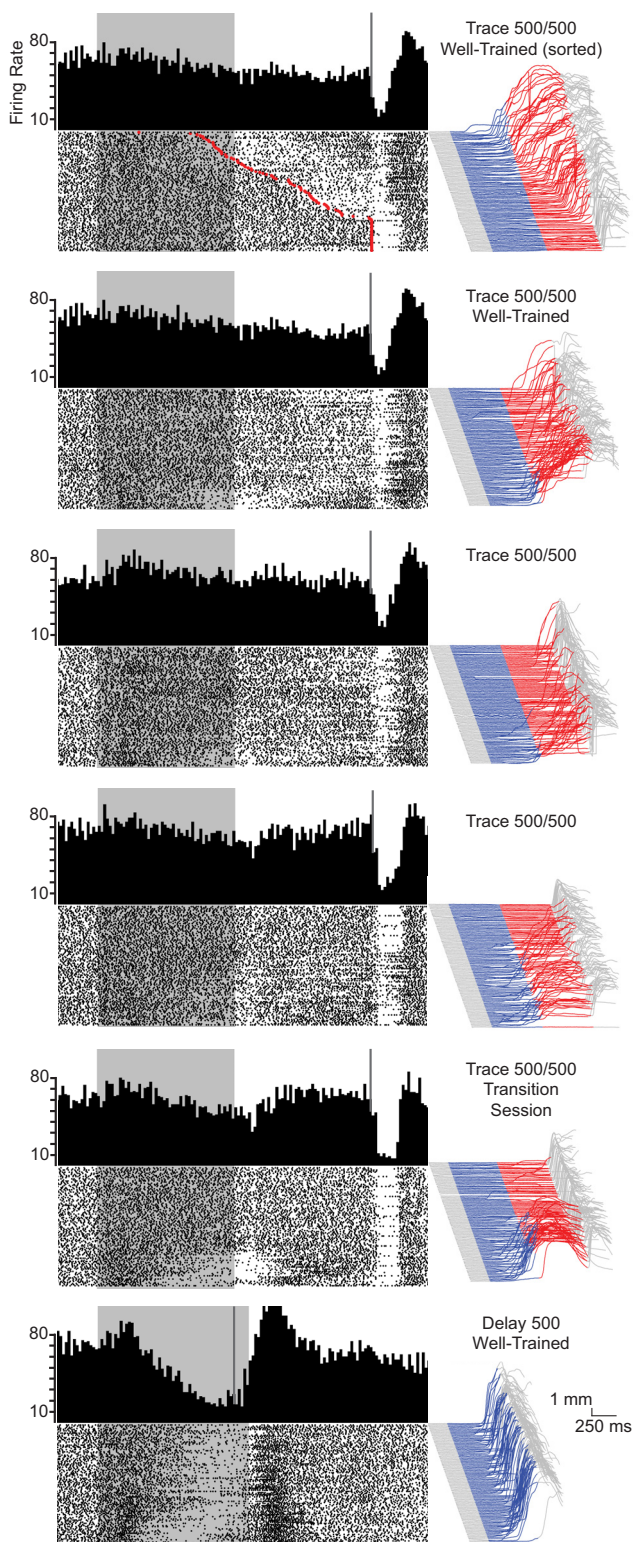 Firing Rate
80
10
Trace 500/500
Well-Trained (sorted)
80
10
Trace 500/500
Well-Trained
80
10
Trace 500/500
80
10
Trace 500/500
80
10
Trace 500/500
Transition
Session
80
10
Delay 500
Well-Trained
1 mm
250 ms